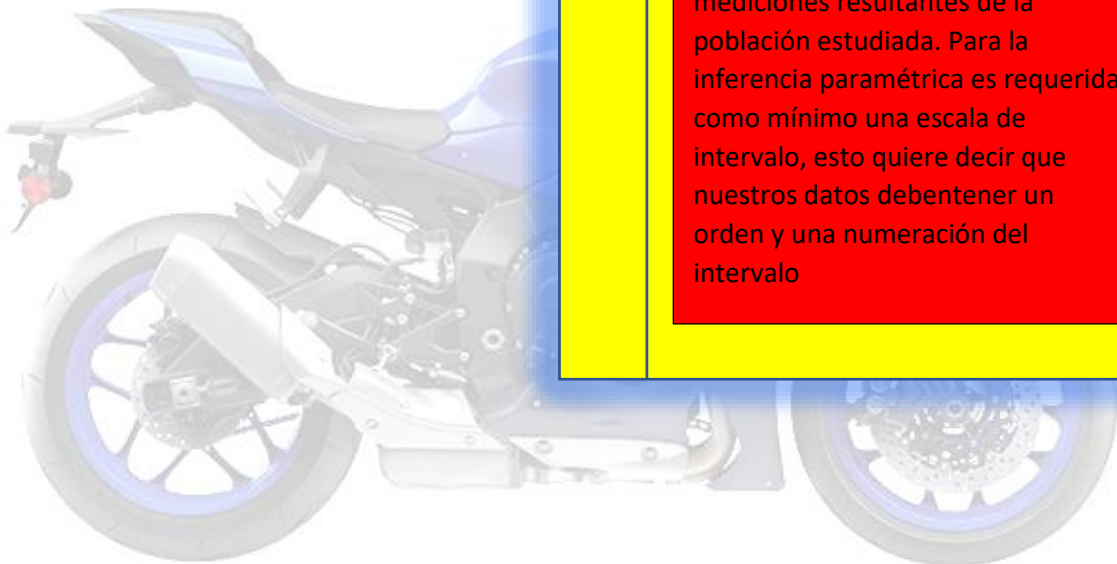 mediciones resultantes de la
población estudiada. Para la
inferencia paramétrica es requerida
como mínimo una escala de
intervalo, esto quiere decir que
nuestros datos debentener un
orden y una numeración del
intervalo